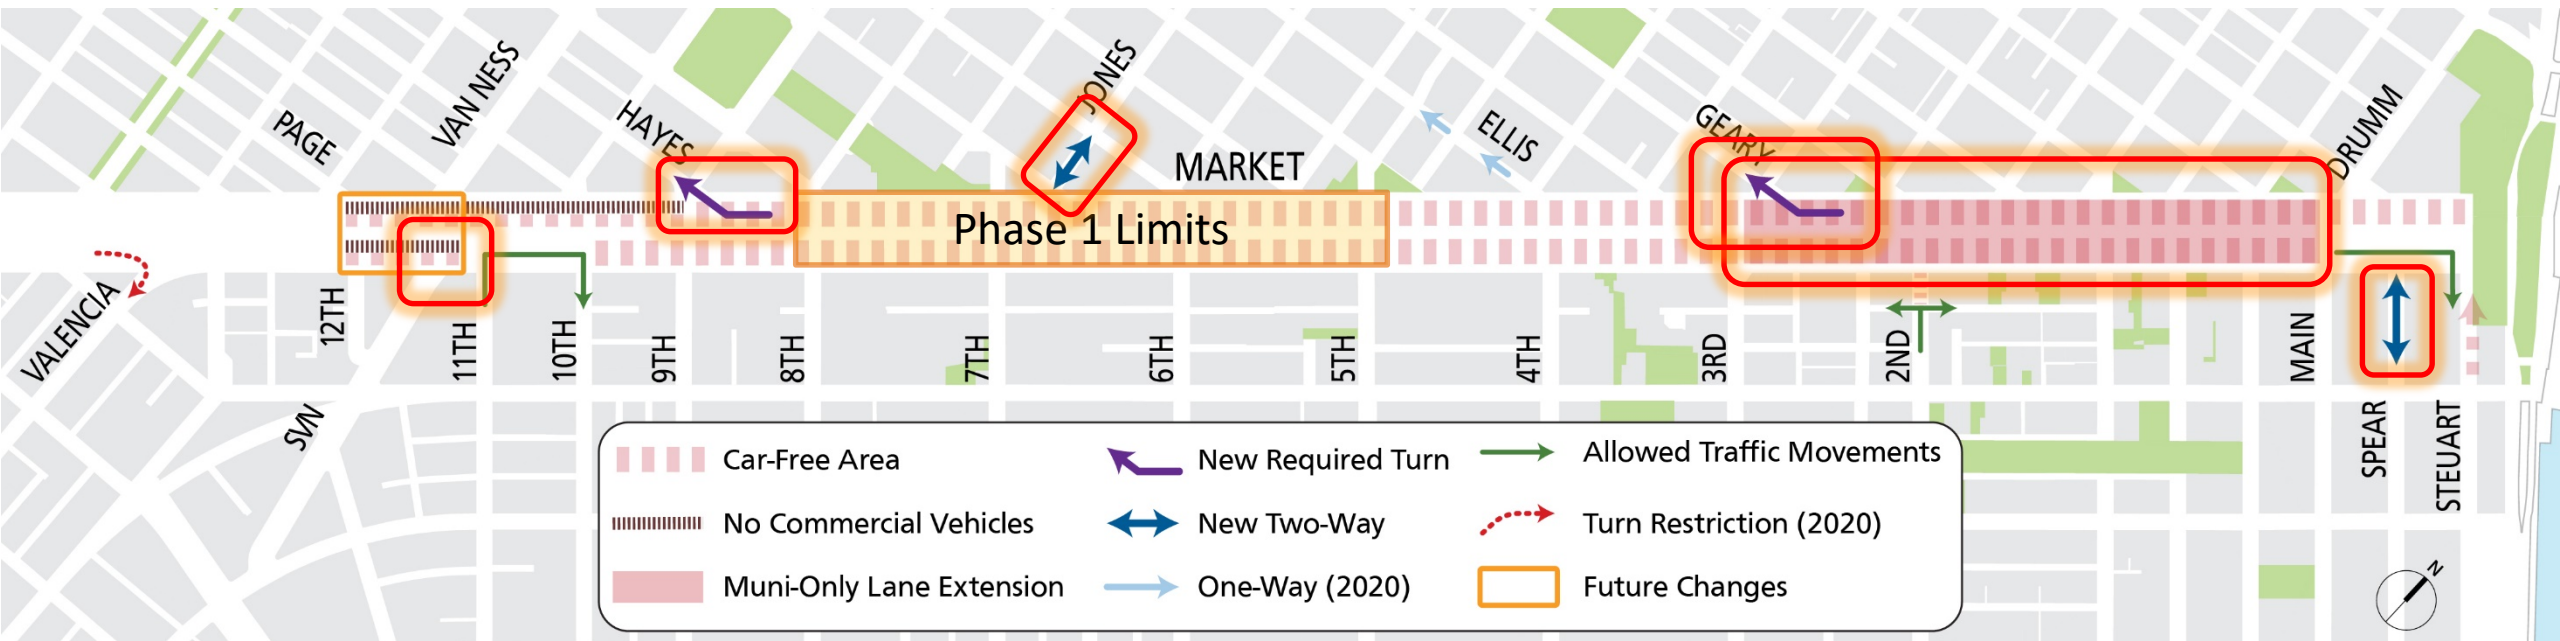 PAGE
VAN NESS
HAYES
JONES
MARKET
ELLIS
GEARY
DRUMM
Phase 1 Limits
VALENCIA
12TH
SVN
11TH
10TH
9TH
8TH
7TH
6TH
5TH
4TH
3RD
2ND
MAIN
SPEAR
STEUART
Car-Free Area
No Commercial Vehicles
Muni-Only Lane Extension
New Required Turn
New Two-Way
One-Way (2020)
Allowed Traffic Movements
Turn Restriction (2020)
Future Changes
N